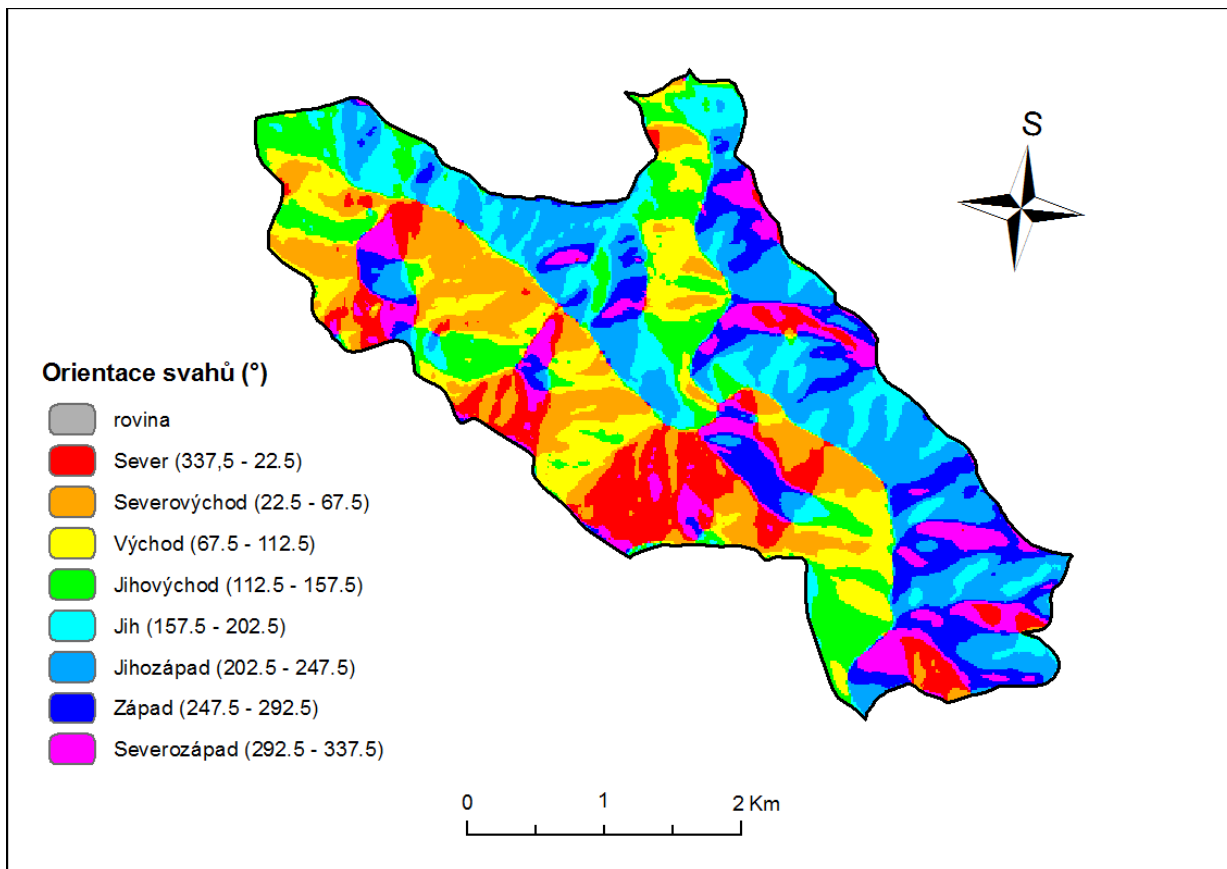 S
Orientace svahů (°)
rovina
Sever (337,5 - 22.5)
Severovýchod (22.5 - 67.5)
Východ (67.5 - 112.5)
Jihovýchod (112.5 - 157.5)
Jih (157.5 - 202.5)
Jihozápad (202.5 - 247.5)
Západ (247.5 - 292.5)
Severozápad (292.5 - 337.5)
0 1 2 Km